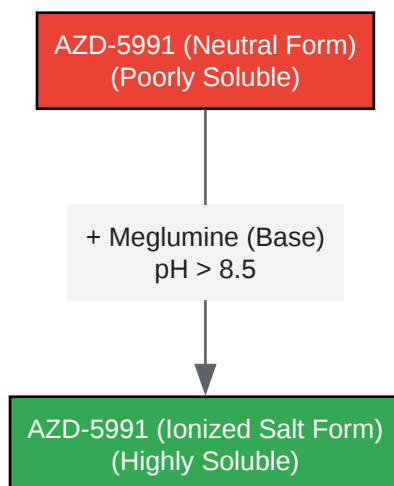 AZD-5991 (Neutral Form)
(Poorly Soluble)
+ Meglumine (Base)
pH > 8.5
AZD-5991 (Ionized Salt Form)
(Highly Soluble)